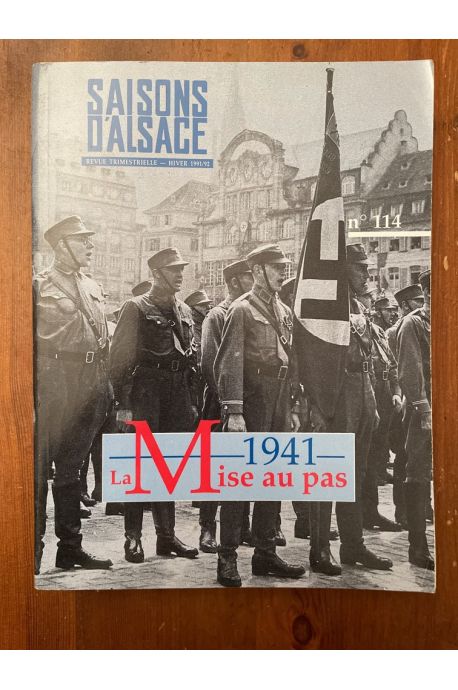 SAISONS
D'ALSACE
REVUE TRIMESTRIELLE — HIVER 1991/92
n° 114
1941
La Mise au pas